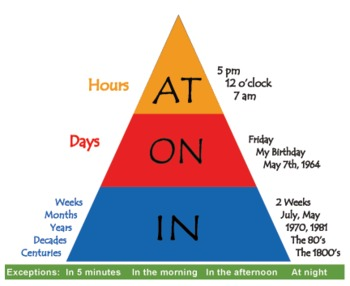 Hours
AT
5 pm
12 o'clock
7 am
Days
ON
Friday
My Birthday
May 7th, 1964
Weeks
Months
Years
Decades
Centuries
IN
2 Weeks
July, May
1970, 1981
The 80's
The 1800's
Exceptions: In 5 minutes In the morning In the afternoon At night